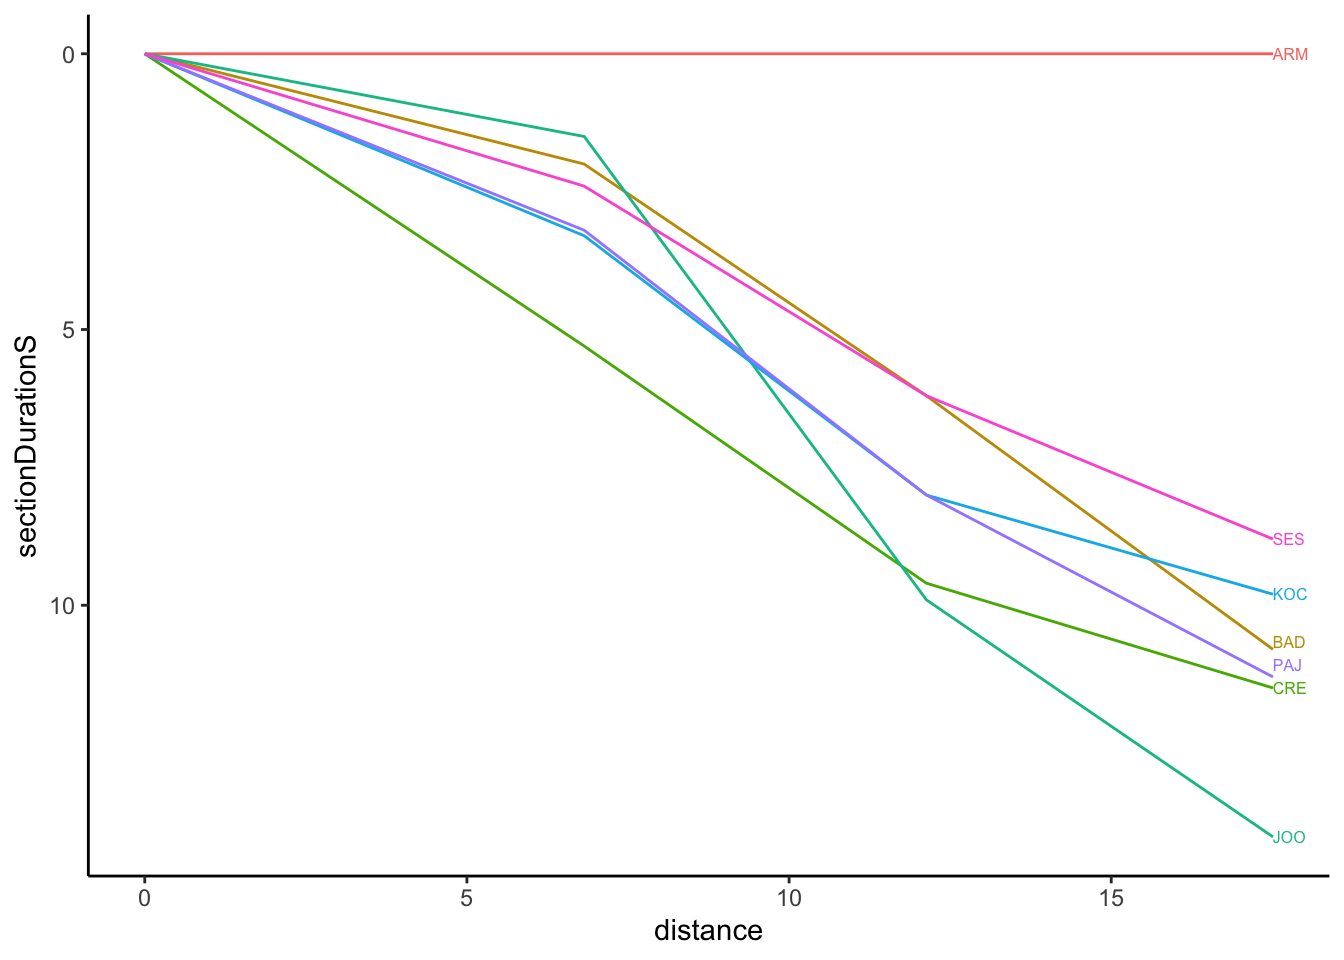 0
5
10
sectionDurationS
ARM
SES
KOC
BAD
PAJ
CRE
JOO
0
5
10
15
distance